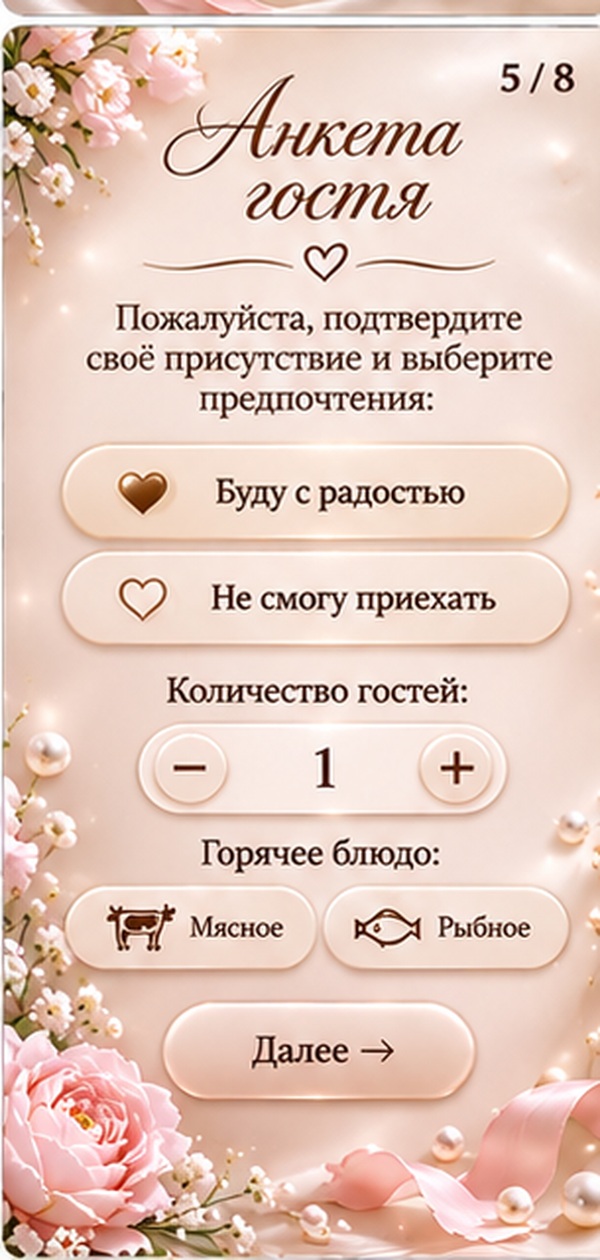 5 / 8
Анкета
гостя
Пожалуйста, подтвердите
своё присутствие и выберите
предпочтения:
Буду с радостью
Не смогу приехать
Количество гостей:
− 1 +
Горячее блюдо:
Мясное Рыбное
Далее →